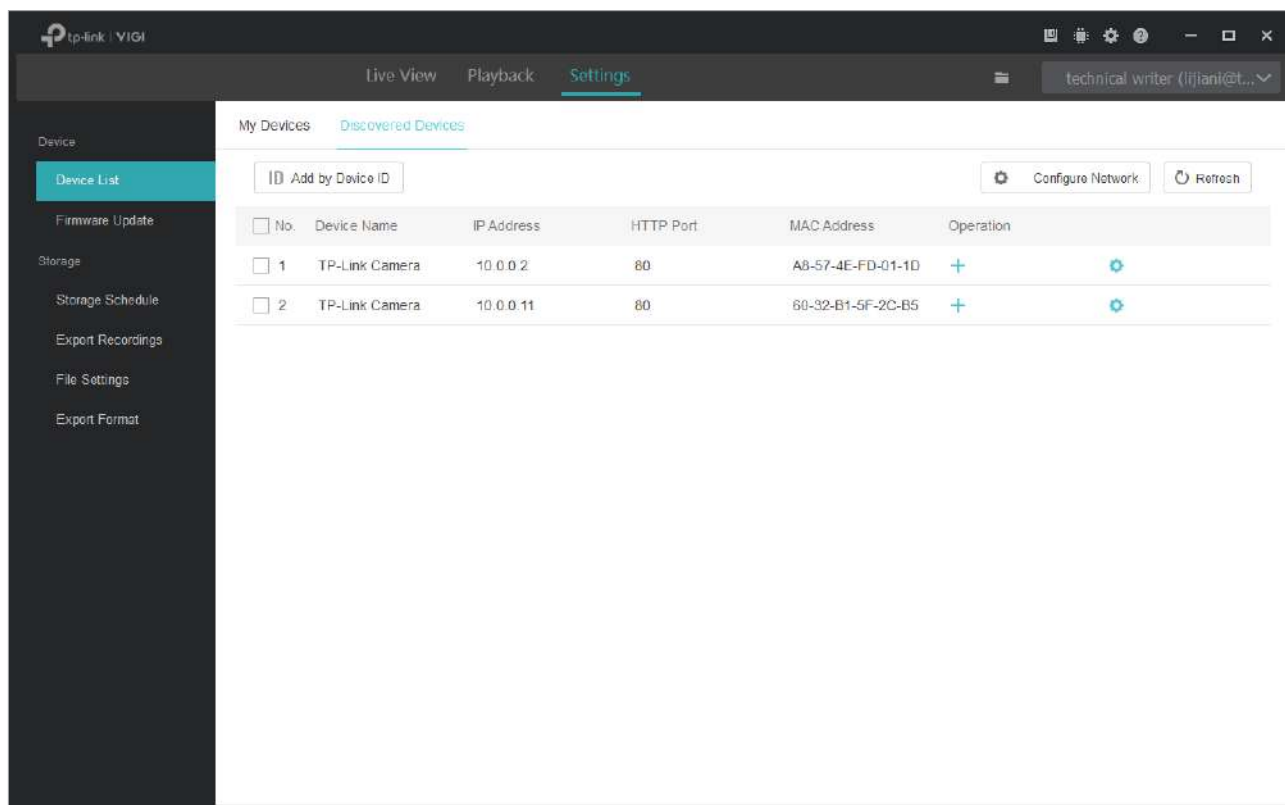 tp-link | VIGI
Live View Playback Settings technical writer (lijiani@t...
My Devices Discovered Devices
Device
Device List
Firmware Update
Storage
Storage Schedule
Export Recordings
File Settings
Export Format
ID Add by Device ID Configure Network Refresh
No. Device Name IP Address HTTP Port MAC Address Operation
1 TP-Link Camera 10.0.0.2 80 A8-57-4E-FD-01-1D
2 TP-Link Camera 10.0.0.11 80 60-32-B1-5F-2C-B5